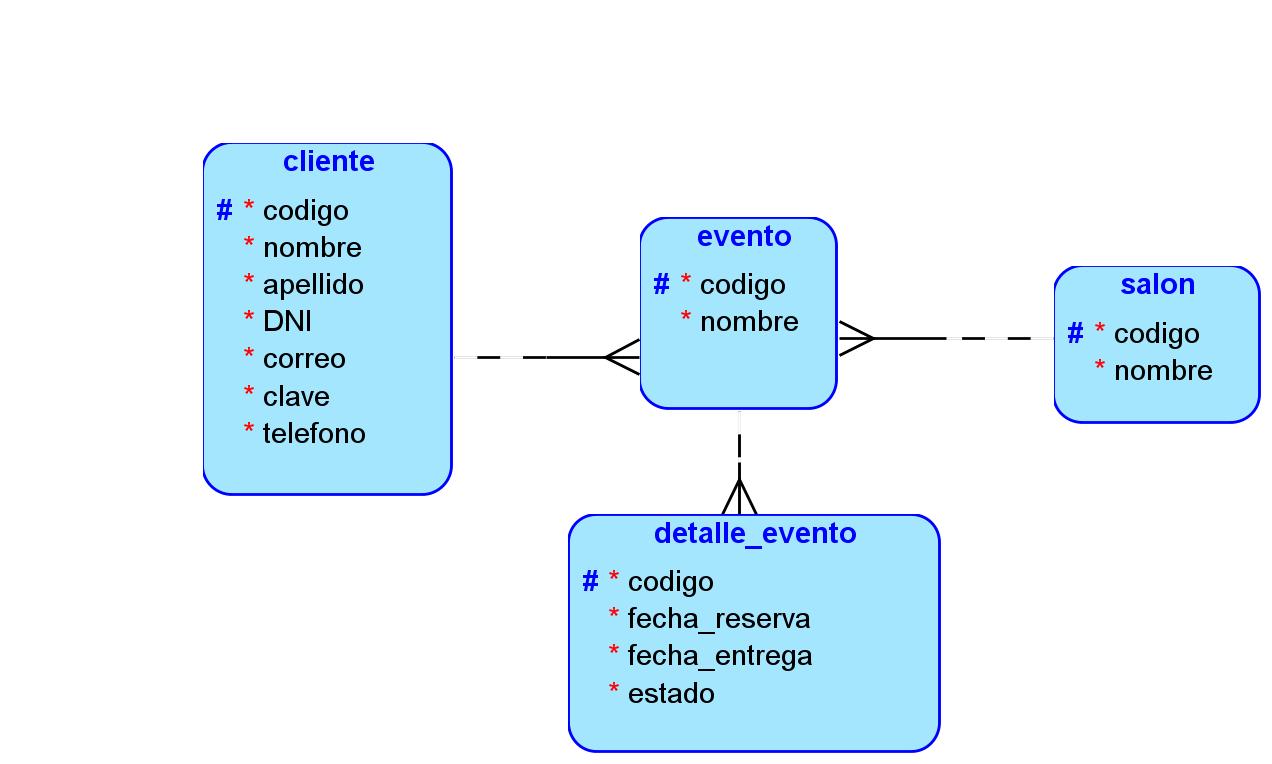 cliente
# * codigo
* nombre
* apellido
* DNI
* correo
* clave
* telefono
evento
# * codigo
* nombre
salon
# * codigo
* nombre
detalle_evento
# * codigo
* fecha_reserva
* fecha_entrega
* estado